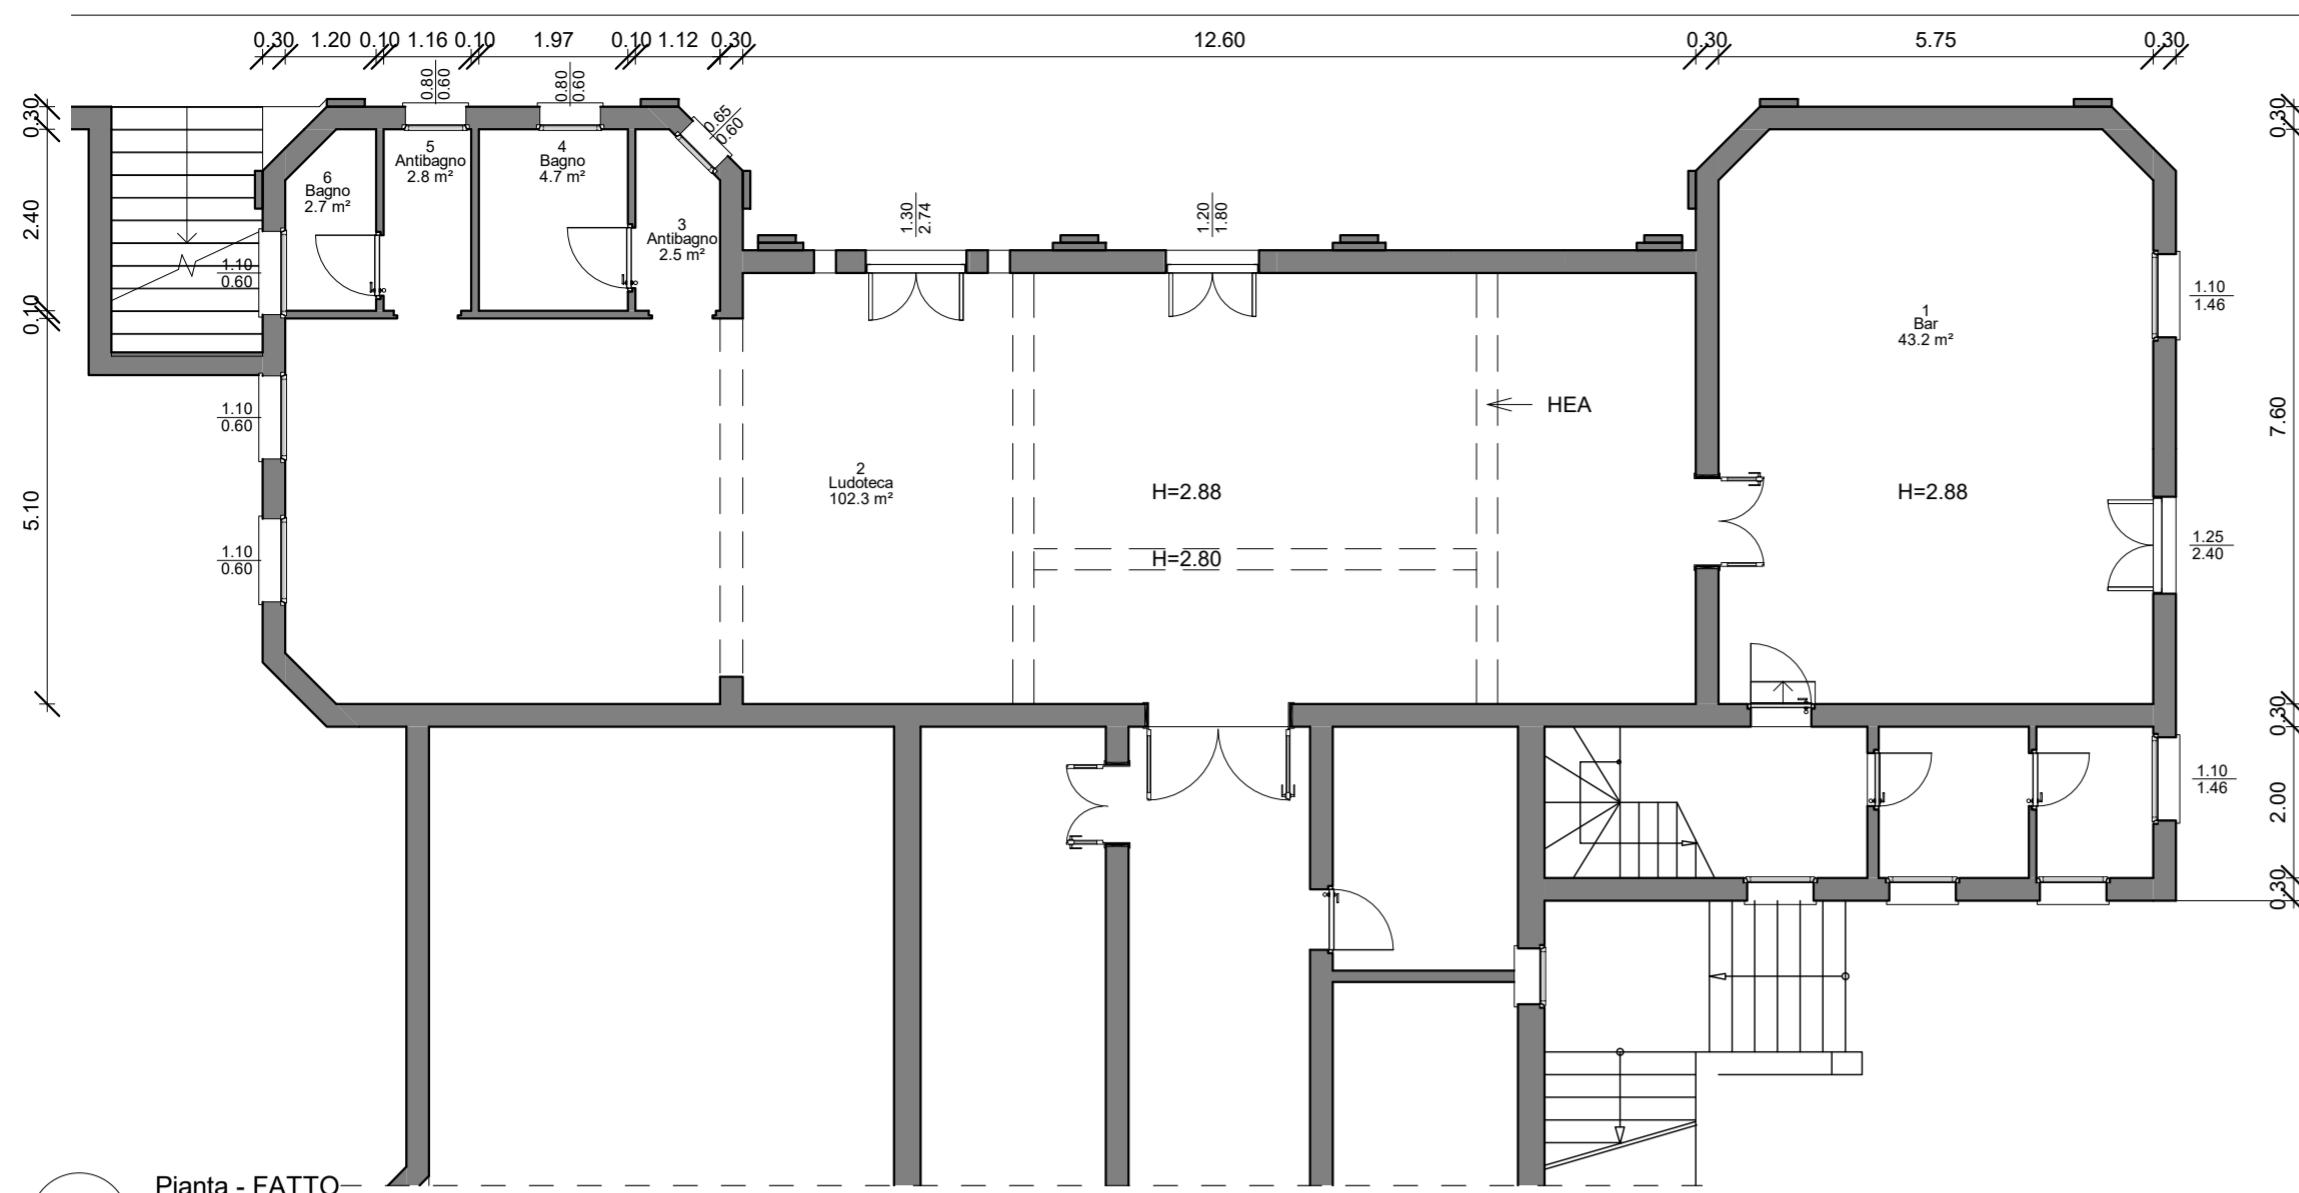 0.30 1.20 0.10 1.16 0.10 1.97 0.10 1.12 0.30 12.60 0.30 5.75 0.30
0.80
0.60
0.80
0.60
0.65
0.60
0.30
2.40
0.10
5.10
0.30
7.60
0.30
2.00
0.30
5
Antibagno
2.8 m²
4
Bagno
4.7 m²
6
Bagno
2.7 m²
3
Antibagno
2.5 m²
1.30
2.74
1.20
1.80
1.10
0.60
1.10
0.60
1.10
0.60
1.10
1.46
1
Bar
43.2 m²
HEA
2
Ludoteca
102.3 m²
H=2.88
H=2.88
H=2.80
1.25
2.40
1.10
1.46
Pianta - FATTO